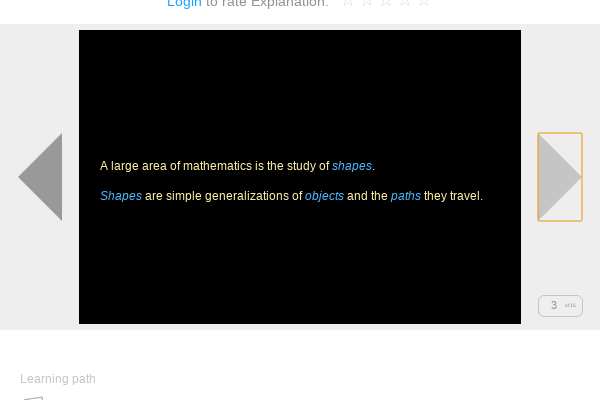 Login to rate Explanation:
A large area of mathematics is the study of shapes.
Shapes are simple generalizations of objects and the paths they travel.
3 of 16
Learning path